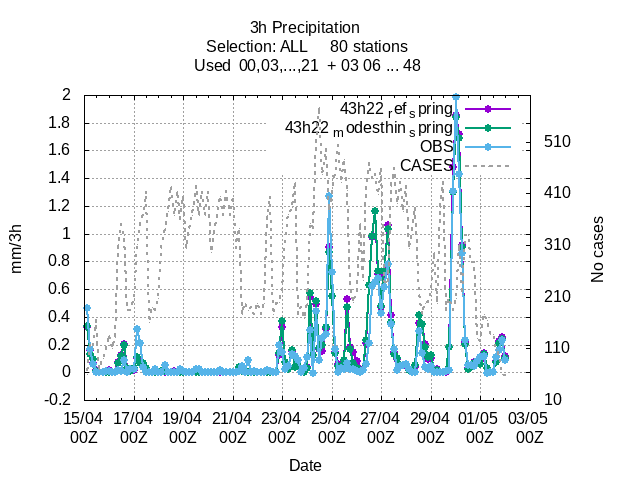 3h Precipitation
Selection: ALL 80 stations
Used 00,03,...,21 + 03 06 ... 48
43h22 ref spring
43h22 modesthin spring
OBS
CASES
mm/3h
2
1.8
1.6
1.4
1.2
1
0.8
0.6
0.4
0.2
0
-0.2
No cases
510
410
310
210
110
10
15/04 17/04 19/04 21/04 23/04 25/04 27/04 29/04 01/05 03/05
00Z 00Z 00Z 00Z 00Z 00Z 00Z 00Z 00Z 00Z
Date